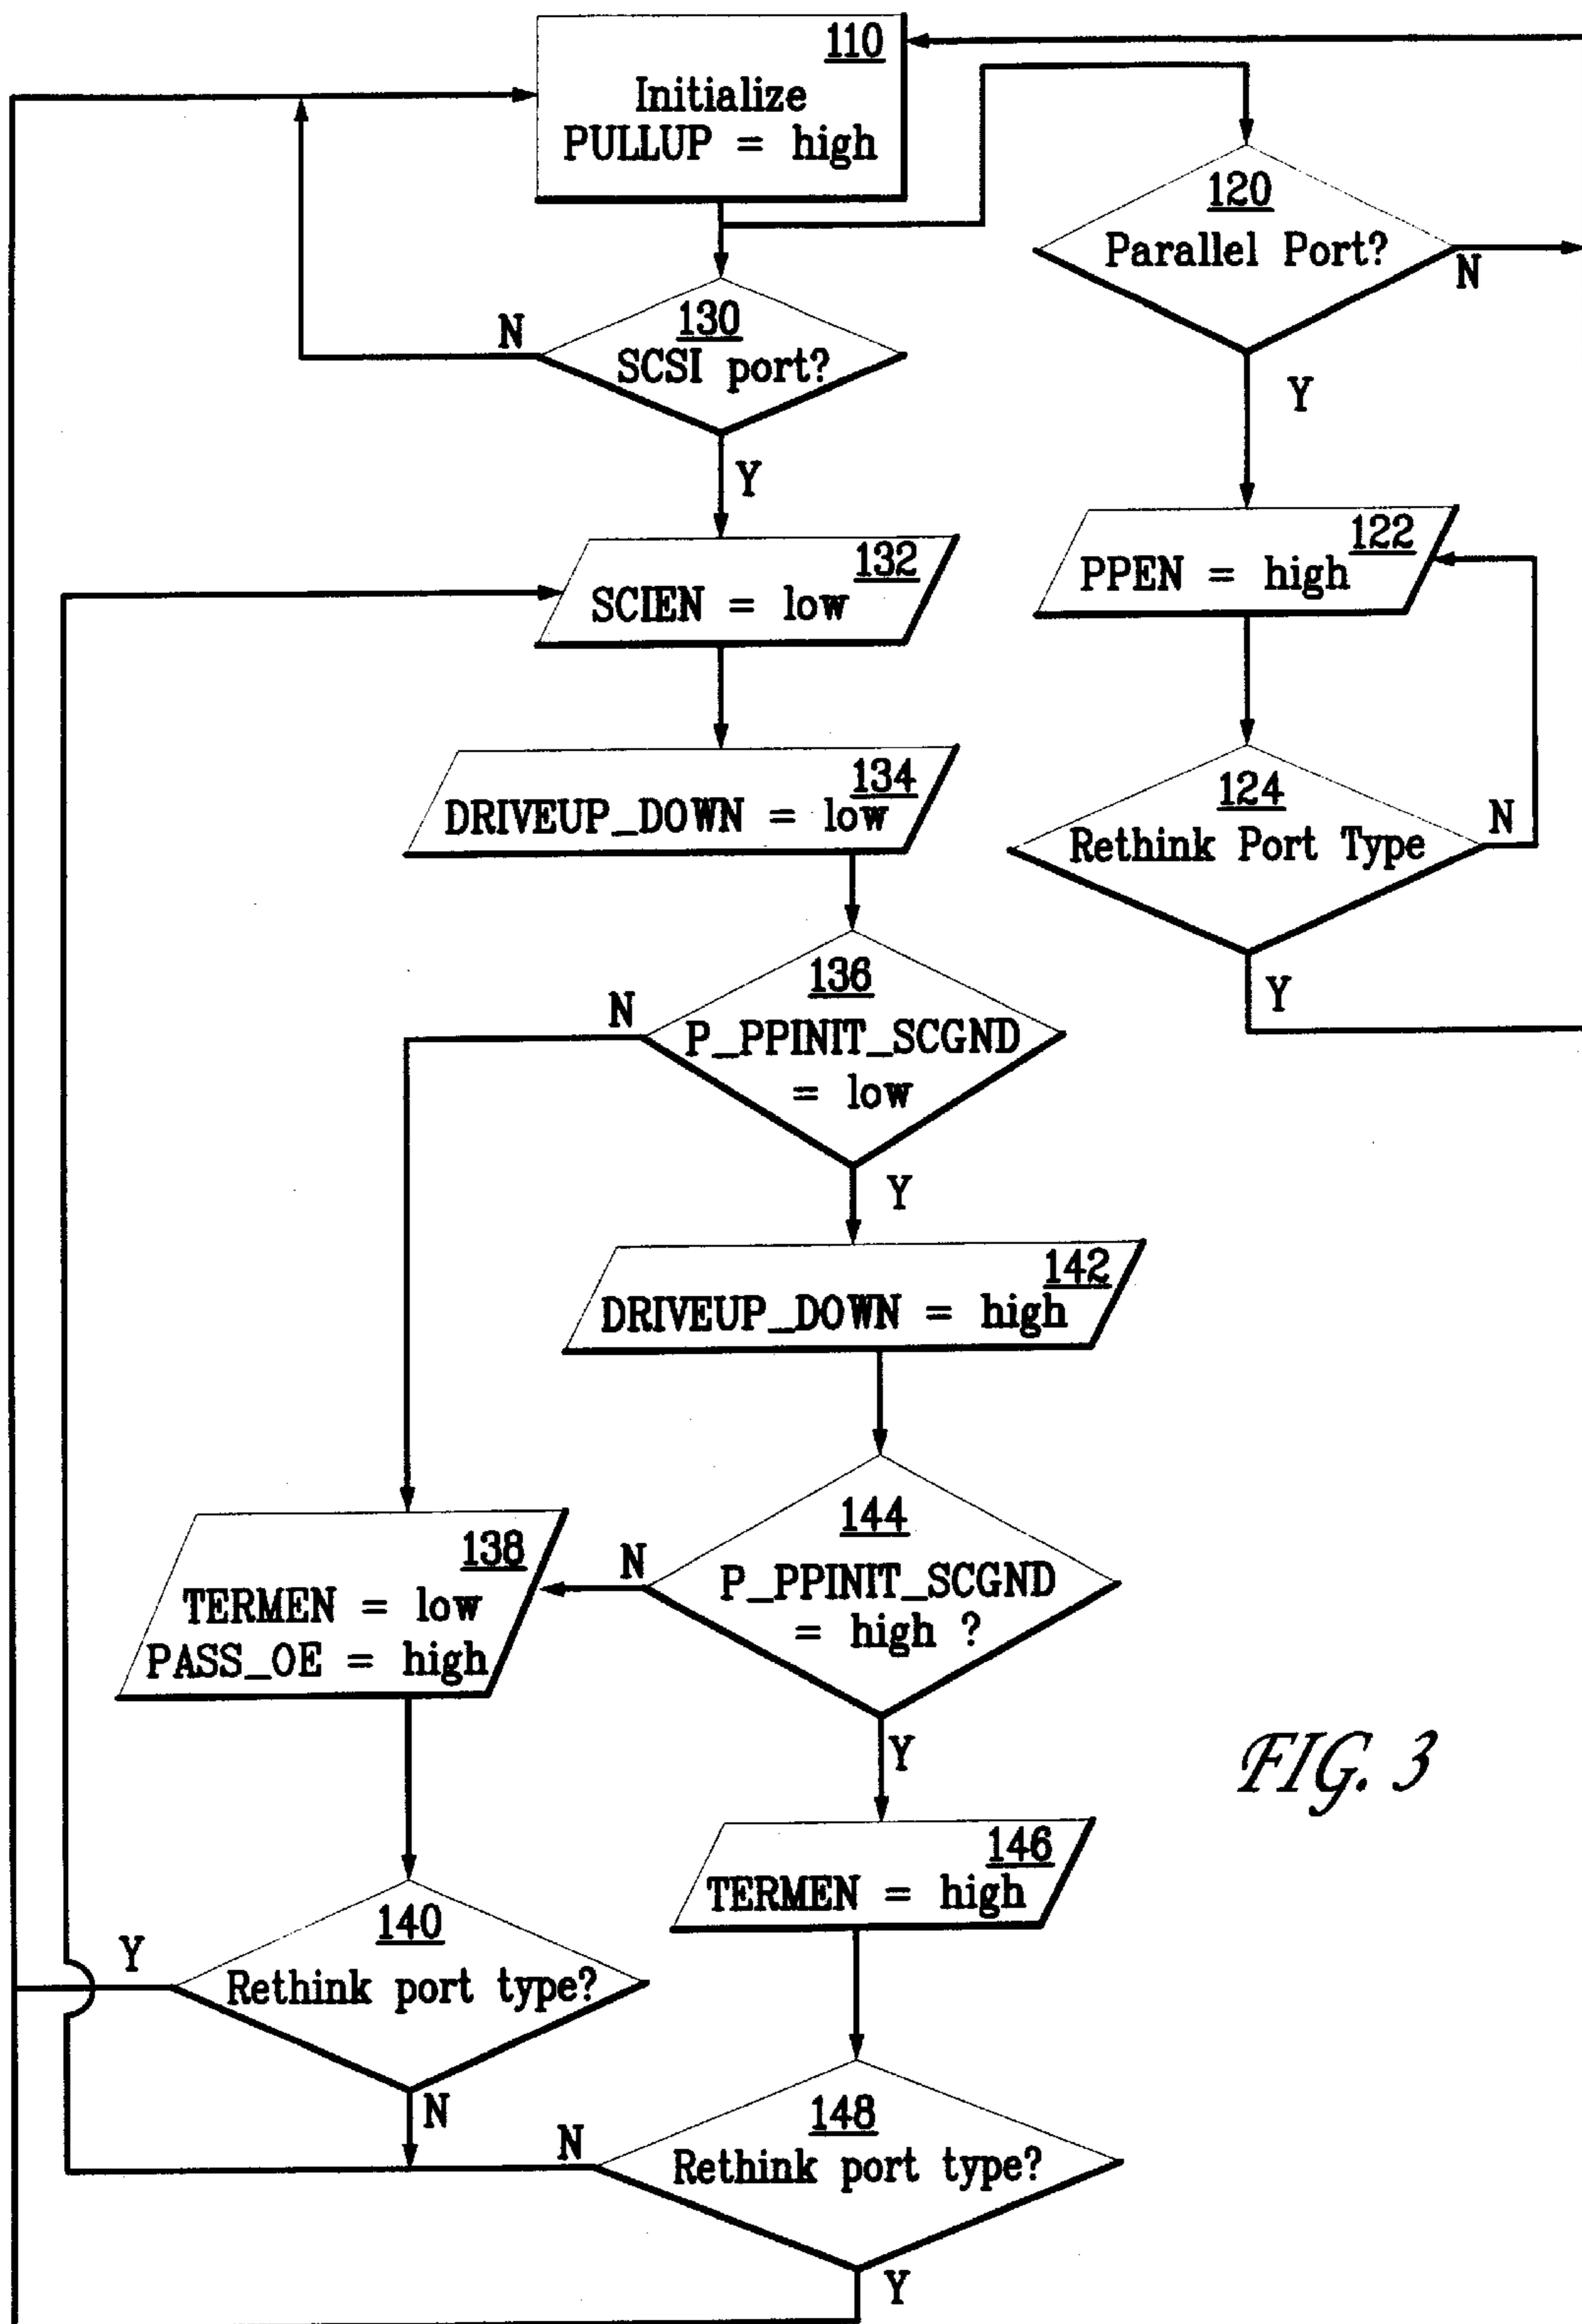 110
Initialize
PULLUP = high
120
Parallel Port?
N
130
SCSI port?
N
Y
Y
132
SCIEN = low
122
PPEN = high
134
DRIVEUP_DOWN = low
124
Rethink Port Type
N
136
P_PPINIT_SCGND
= low
N
Y
Y
142
DRIVEUP_DOWN = high
138
TERMEN = low
PASS_OE = high
144
P_PPINIT_SCGND
= high ?
N
Y
FIG. 3
146
TERMEN = high
140
Rethink port type?
Y
N
148
Rethink port type?
N
Y